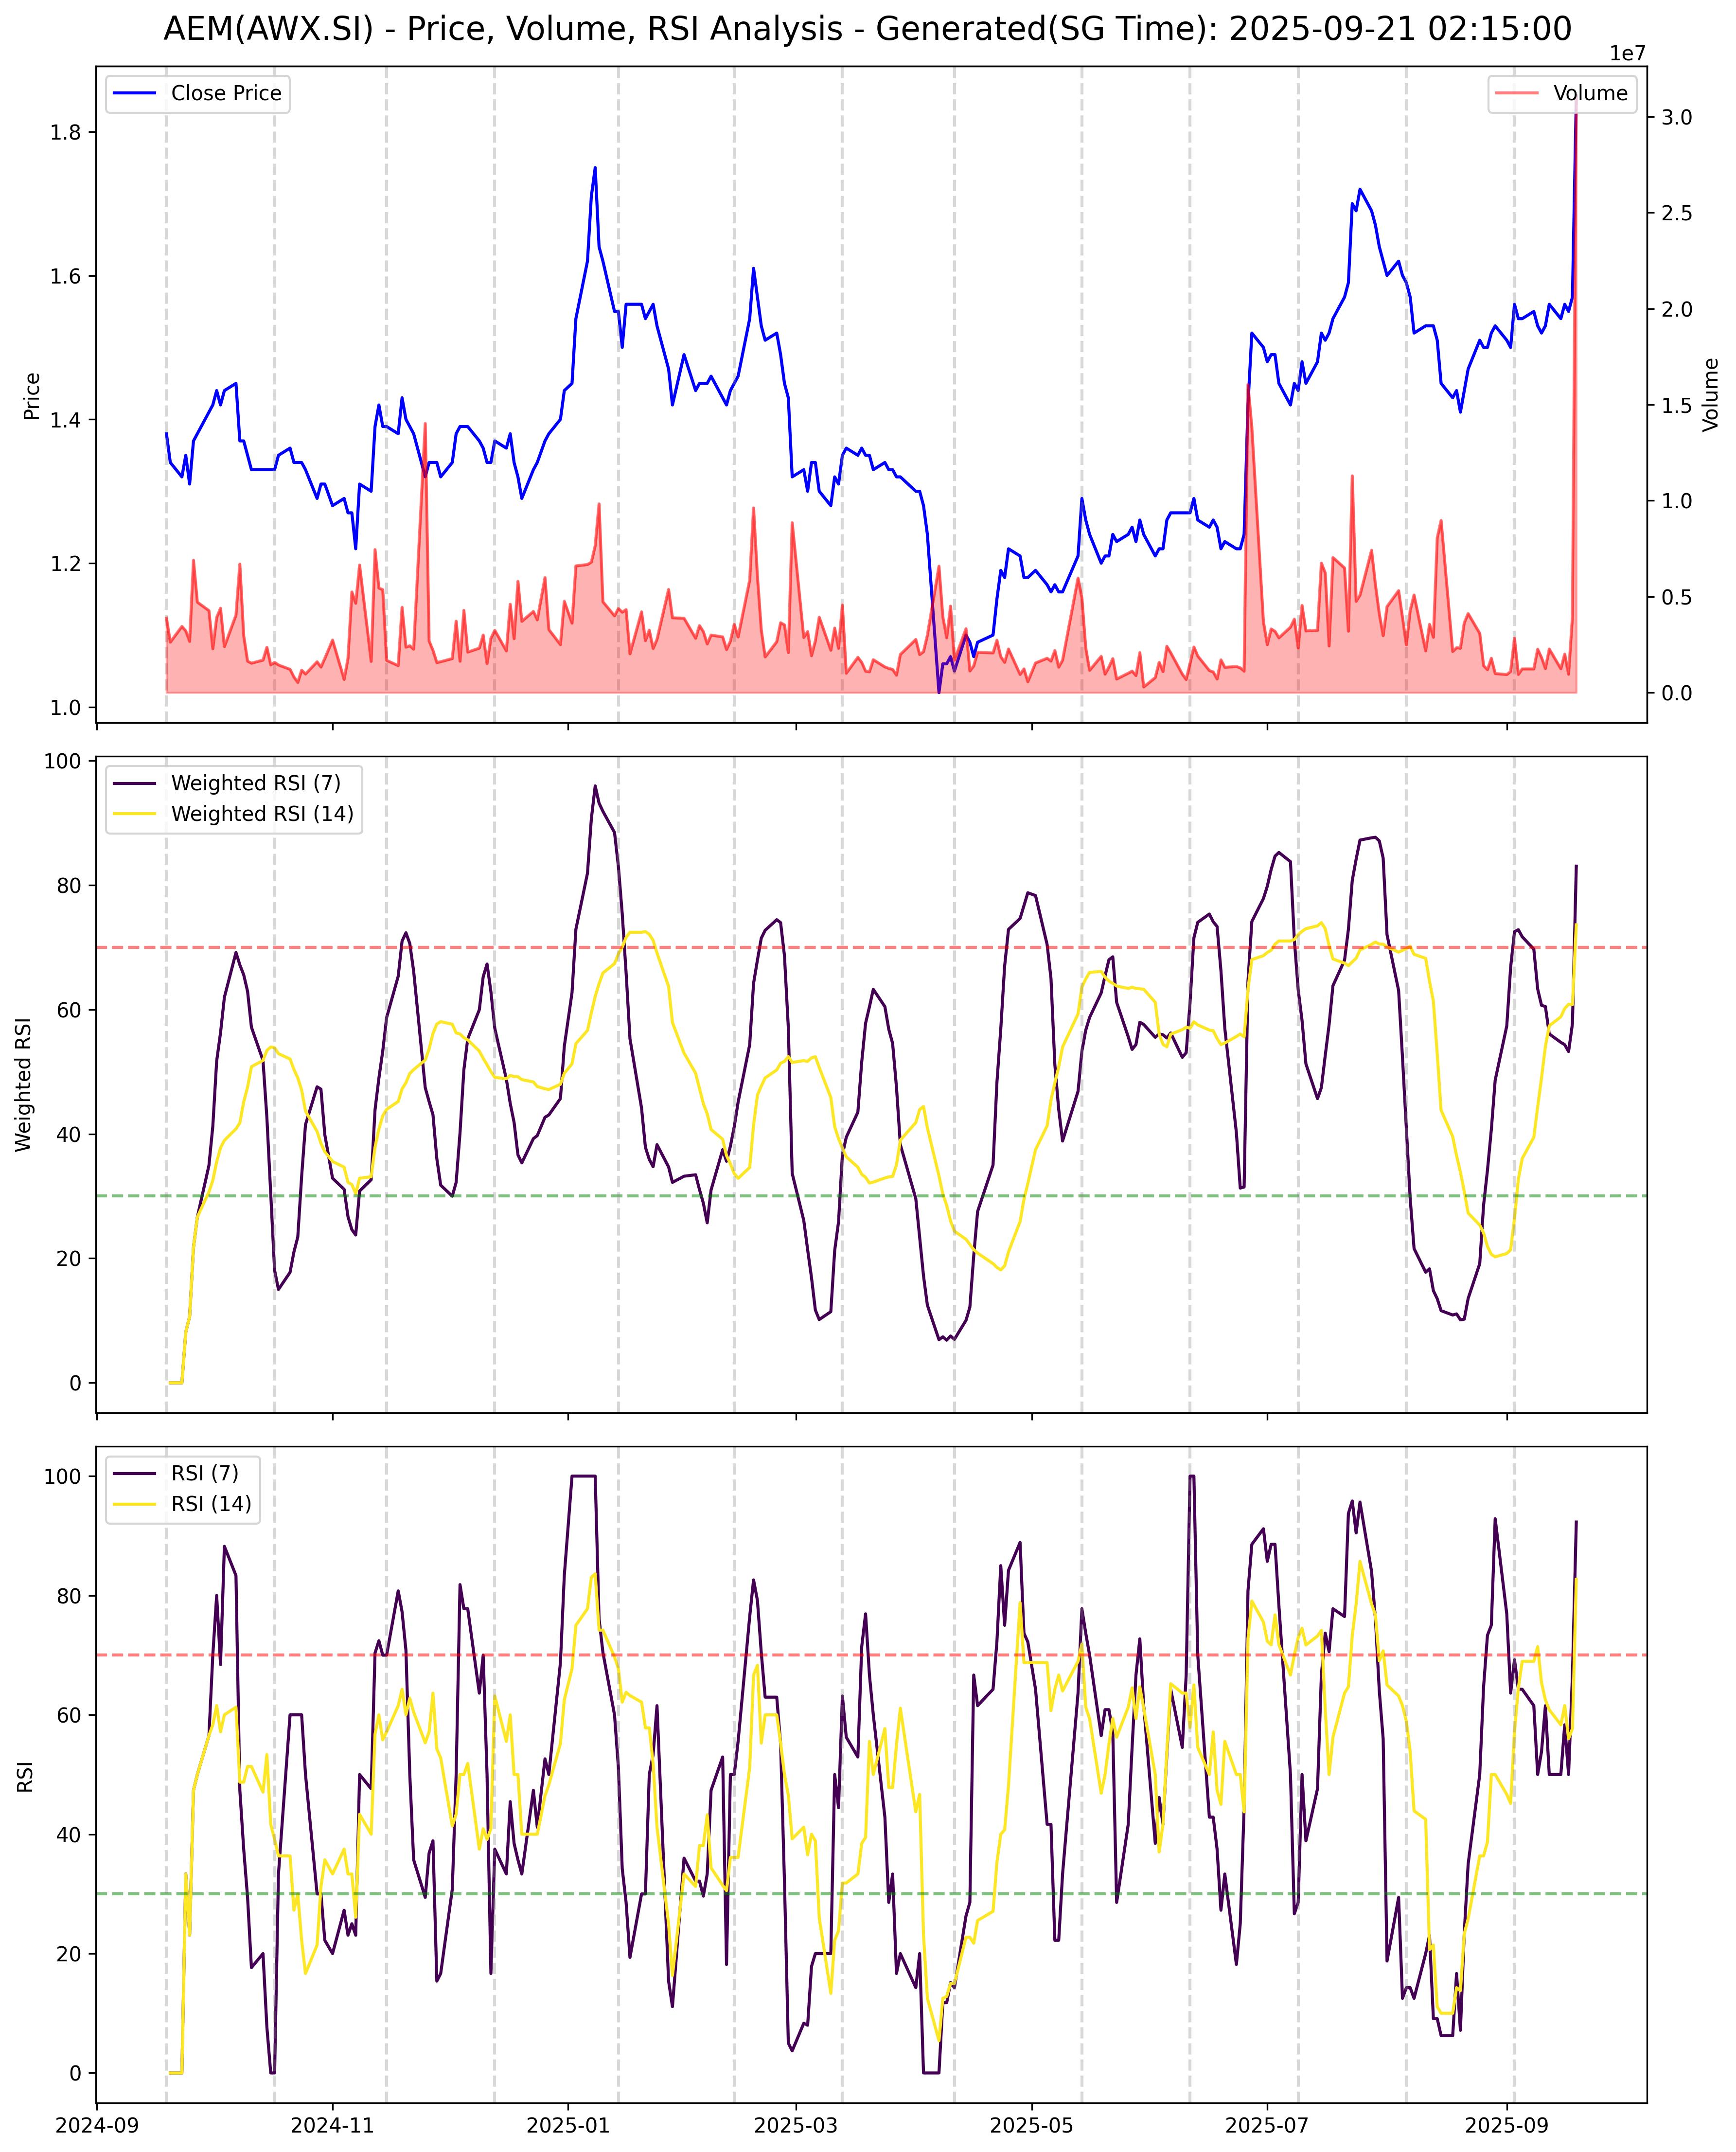 AEM(AWX.SI) - Price, Volume, RSI Analysis - Generated(SG Time): 2025-09-21 02:15:00
1e7
Close Price
Volume
1.8
1.6
1.4
1.2
1.0
Price
3.0
2.5
2.0
1.5
1.0
0.5
0.0
Volume
Weighted RSI (7)
Weighted RSI (14)
100
80
60
40
20
0
Weighted RSI
RSI (7)
RSI (14)
100
80
60
40
20
0
RSI
2024-09
2024-11
2025-01
2025-03
2025-05
2025-07
2025-09